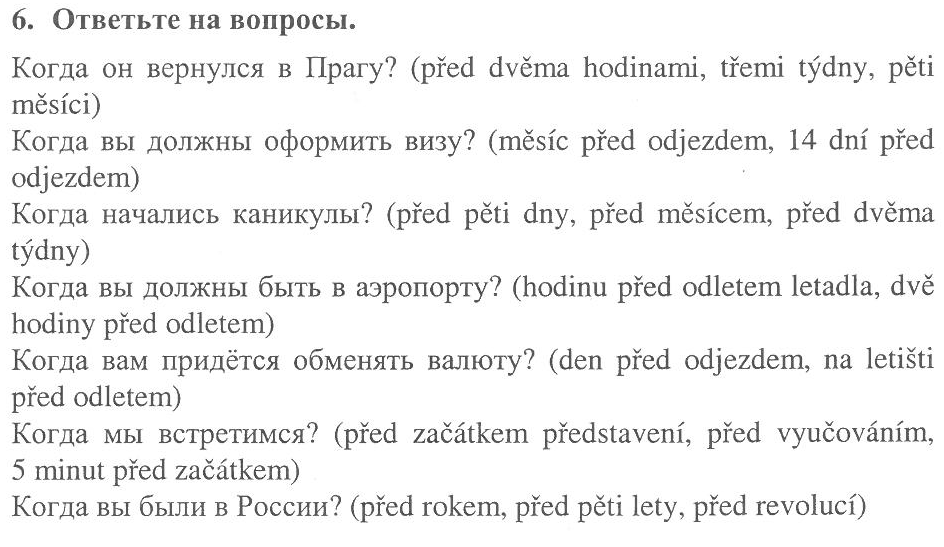 6. Ответьте на вопросы.
Когда он вернулся в Прагу? (před dvěma hodinami, třemi týdny, pěti
měsíci)
Когда вы должны оформить визу? (měsíc před odjezdem, 14 dní před
odjezdem)
Когда начались каникулы? (před pěti dny, před měsícem, před dvěma
týdny)
Когда вы должны быть в аэропорту? (hodinu před odletem letadla, dvě
hodiny před odletem)
Когда вам придётся обменять валюту? (den před odjezdem, na letišti
před odletem)
Когда мы встретимся? (před začátkem představení, před vyučováním,
5 minut před začátkem)
Когда вы были в России? (před rokem, před pěti lety, před revolucí)